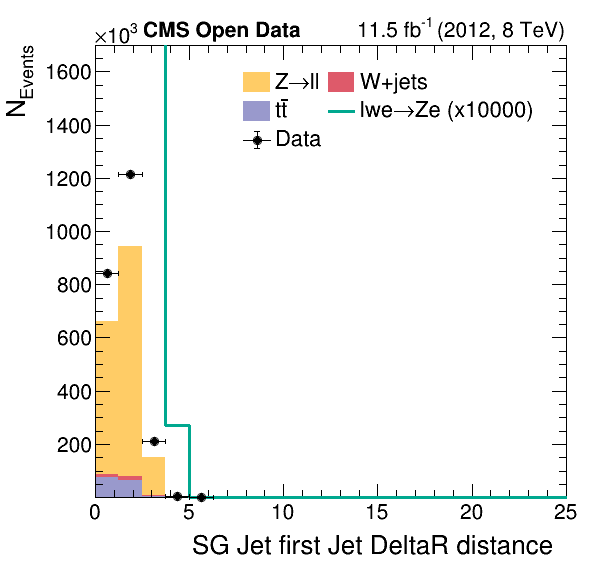 ×10³ CMS Open Data 11.5 fb⁻¹ (2012, 8 TeV)
N_Events
1600
1400
1200
1000
800
600
400
200
Z→ll W+jets
tt̄ lwe→Ze (x10000)
Data
0 5 10 15 20 25
SG Jet first Jet DeltaR distance